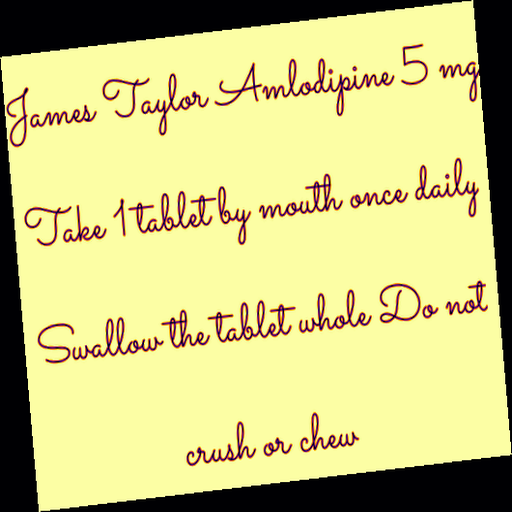 James Taylor Amlodipine 5 mg
Take 1 tablet by mouth once daily
Swallow the tablet whole Do not
crush or chew